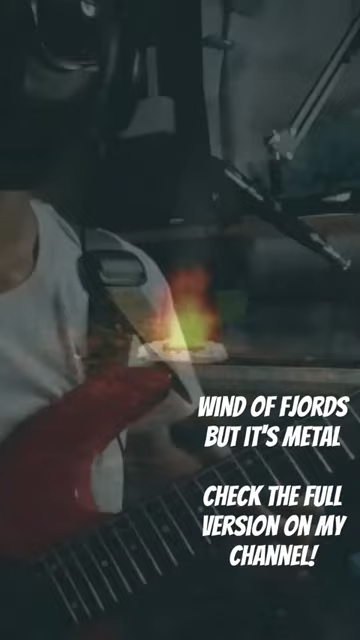 WIND OF FJORDS
BUT IT'S METAL
CHECK THE FULL
VERSION ON MY
CHANNEL!